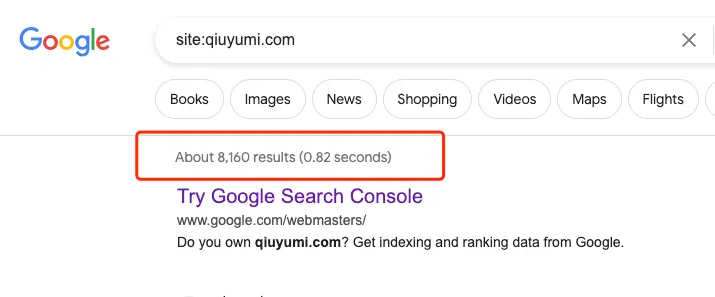 Google
site:qiuyumi.com
Books Images News Shopping Videos Maps Flights
About 8,160 results (0.82 seconds)
Try Google Search Console
www.google.com/webmasters/
Do you own qiuyumi.com? Get indexing and ranking data from Google.